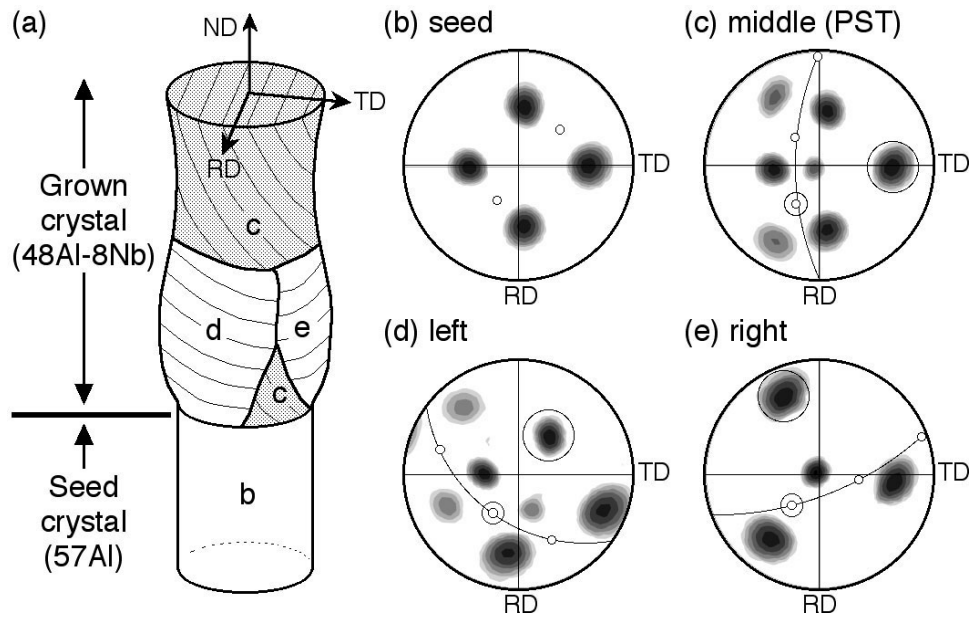 (a)
ND
TD
RD
Grown
crystal
(48Al-8Nb)
Seed
crystal
(57Al)
c
d
e
c
b
(b) seed
TD
RD
(c) middle (PST)
TD
RD
(d) left
TD
RD
(e) right
TD
RD